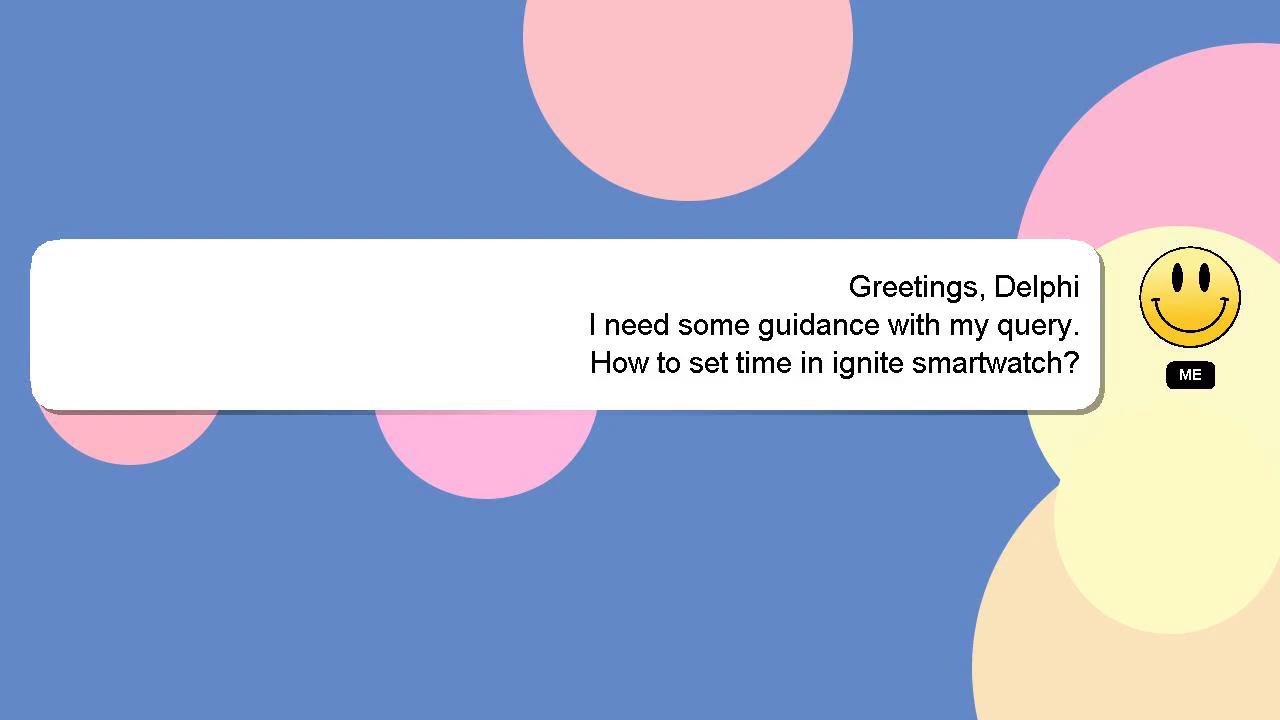 Greetings, Delphi
I need some guidance with my query.
How to set time in ignite smartwatch?
ME